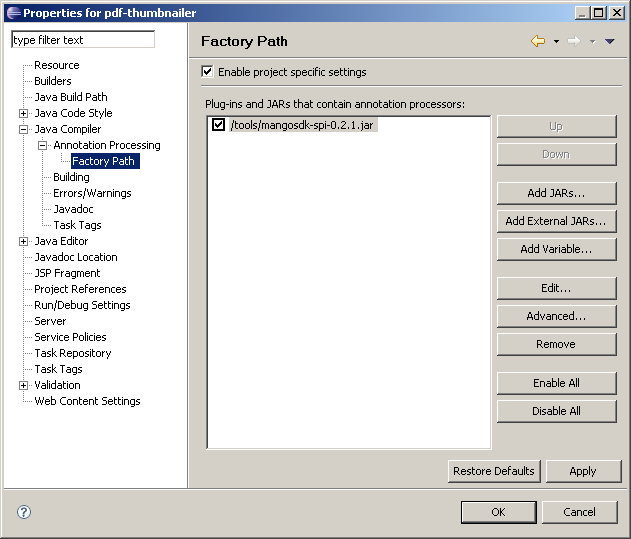 Properties for pdf-thumbnailer
type filter text
Resource
Builders
Java Build Path
Java Code Style
Java Compiler
Annotation Processing
Factory Path
Building
Errors/Warnings
Javadoc
Task Tags
Java Editor
Javadoc Location
JSP Fragment
Project References
Run/Debug Settings
Server
Service Policies
Task Repository
Task Tags
Validation
Web Content Settings
Factory Path
Enable project specific settings
Plug-ins and JARs that contain annotation processors:
/tools/mangosdk-spi-0.2.1.jar
Up
Down
Add JARs...
Add External JARs...
Add Variable...
Edit...
Advanced...
Remove
Enable All
Disable All
Restore Defaults
Apply
?
OK
Cancel